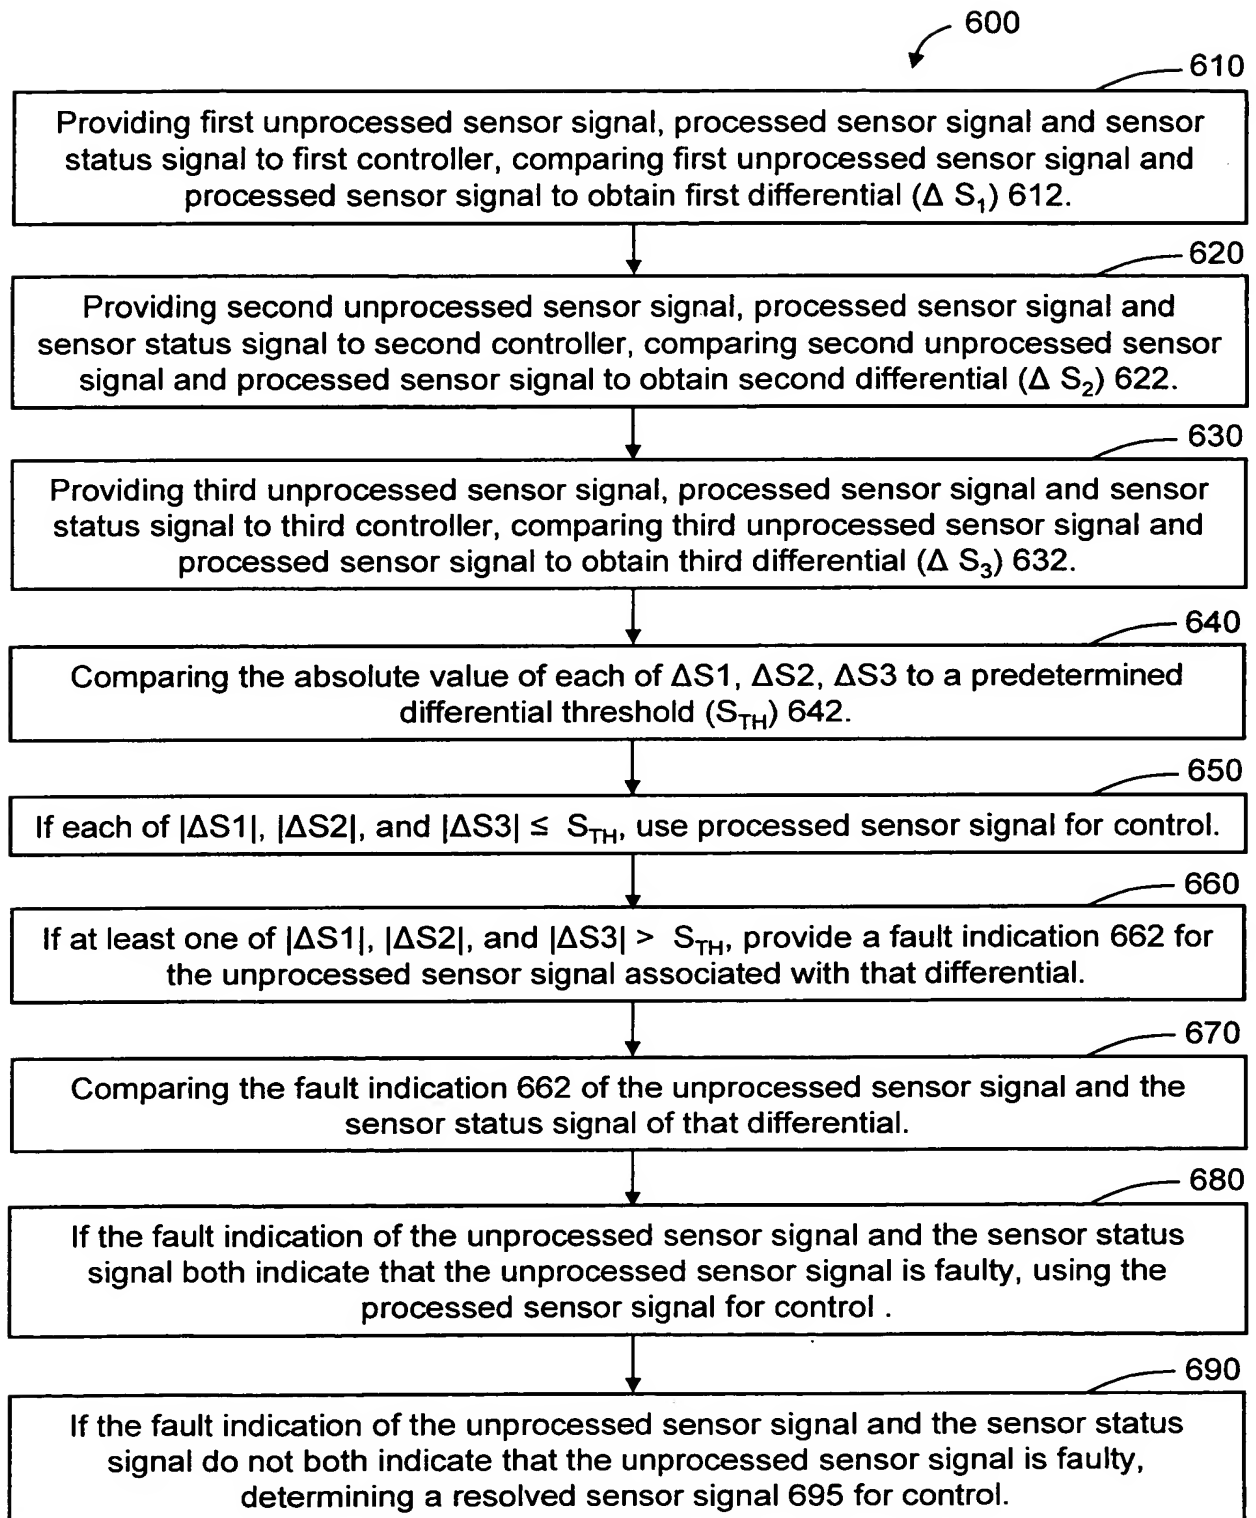 600
610
Providing first unprocessed sensor signal, processed sensor signal and sensor
status signal to first controller, comparing first unprocessed sensor signal and
processed sensor signal to obtain first differential (Δ S₁) 612.
620
Providing second unprocessed sensor signal, processed sensor signal and
sensor status signal to second controller, comparing second unprocessed sensor
signal and processed sensor signal to obtain second differential (Δ S₂) 622.
630
Providing third unprocessed sensor signal, processed sensor signal and sensor
status signal to third controller, comparing third unprocessed sensor signal and
processed sensor signal to obtain third differential (Δ S₃) 632.
640
Comparing the absolute value of each of ΔS1, ΔS2, ΔS3 to a predetermined
differential threshold (S_TH) 642.
650
If each of |ΔS1|, |ΔS2|, and |ΔS3| ≤ S_TH, use processed sensor signal for control.
660
If at least one of |ΔS1|, |ΔS2|, and |ΔS3| > S_TH, provide a fault indication 662 for
the unprocessed sensor signal associated with that differential.
670
Comparing the fault indication 662 of the unprocessed sensor signal and the
sensor status signal of that differential.
680
If the fault indication of the unprocessed sensor signal and the sensor status
signal both indicate that the unprocessed sensor signal is faulty, using the
processed sensor signal for control .
690
If the fault indication of the unprocessed sensor signal and the sensor status
signal do not both indicate that the unprocessed sensor signal is faulty,
determining a resolved sensor signal 695 for control.